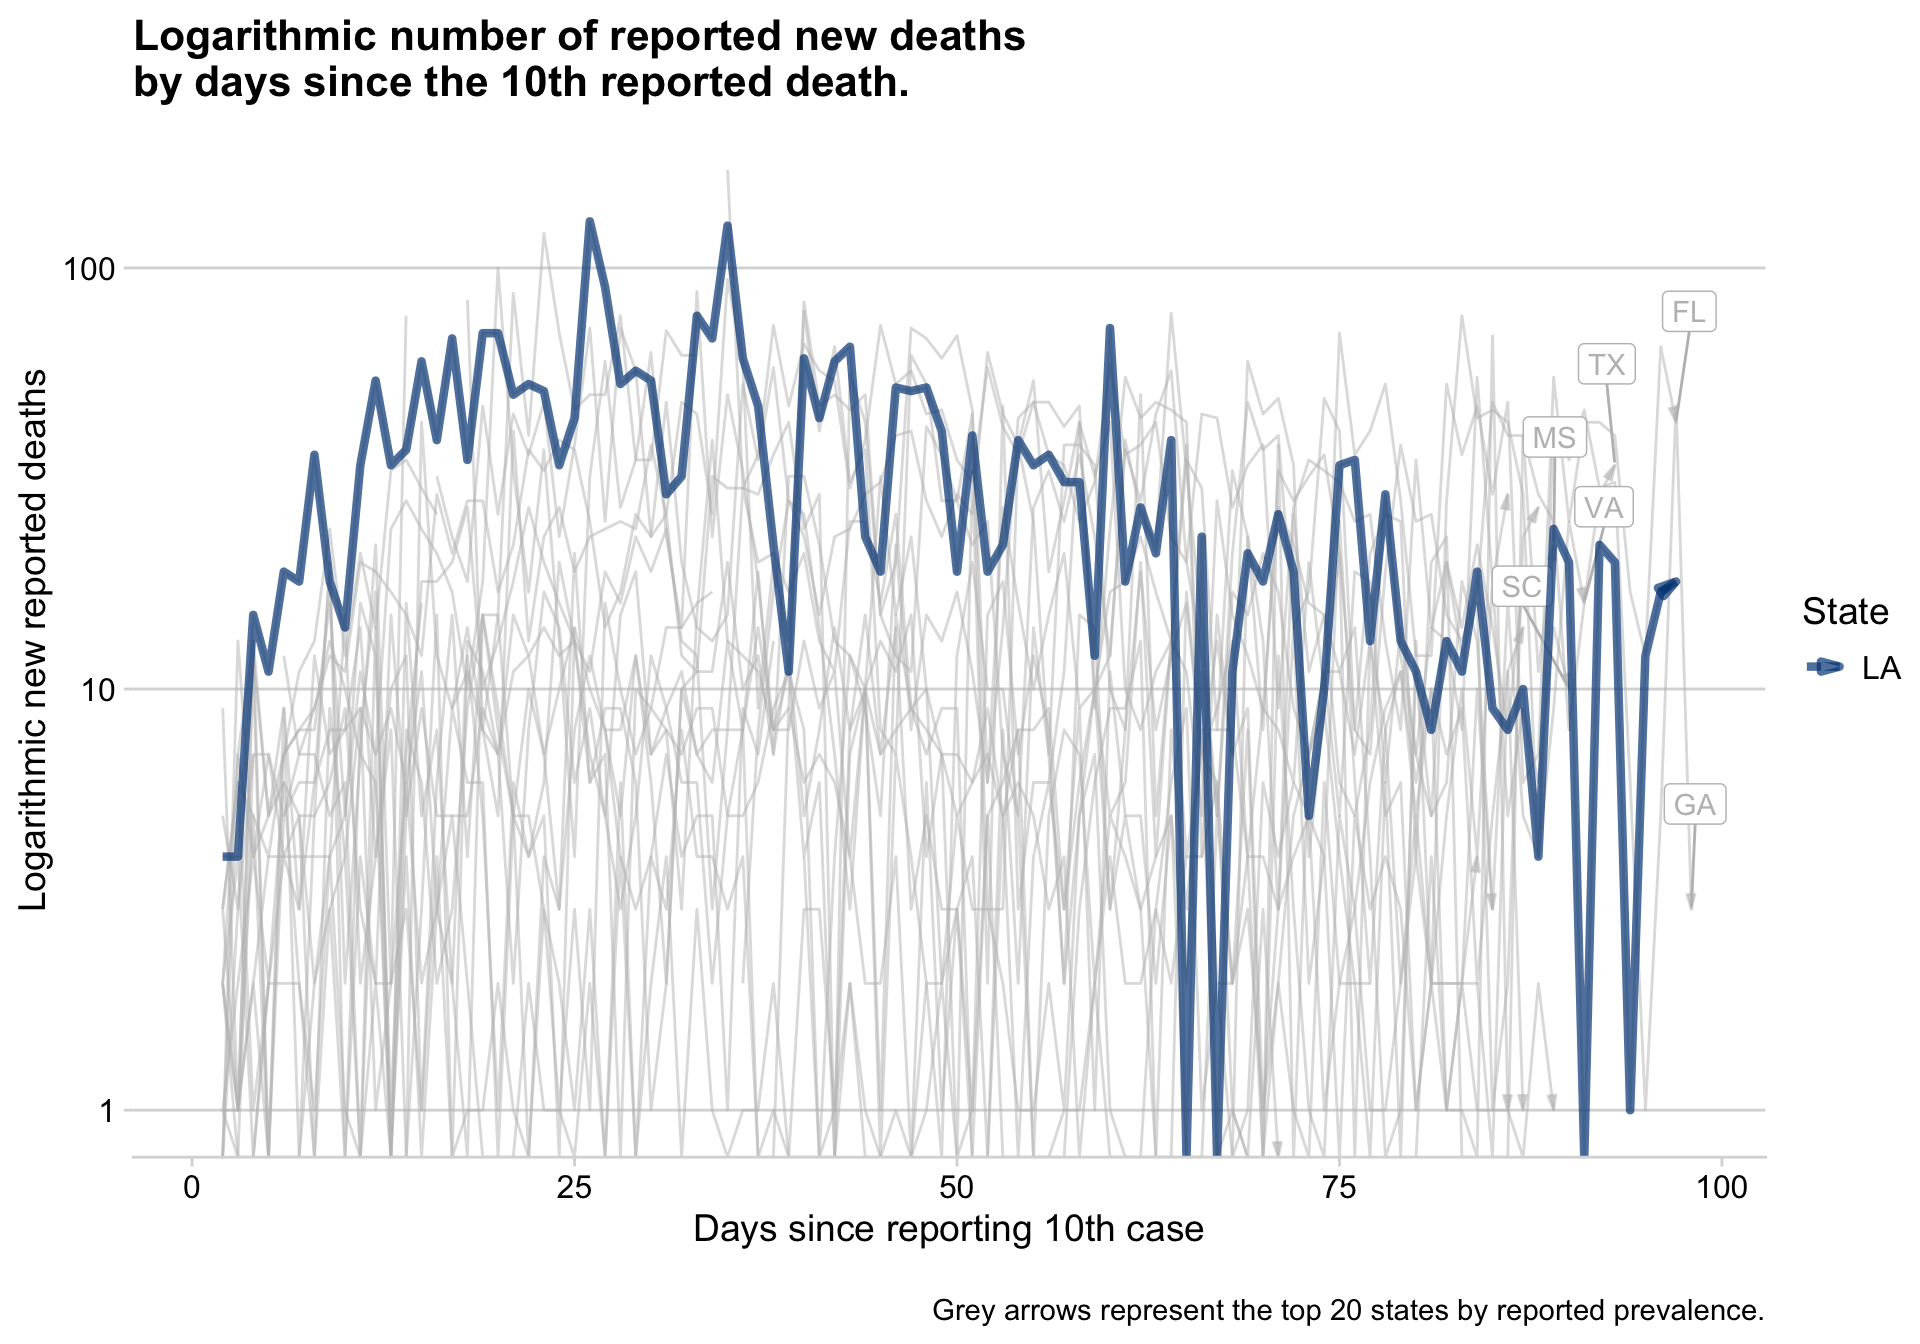 Logarithmic number of reported new deaths
by days since the 10th reported death.
Logarithmic new reported deaths
100
10
1
FL
TX
MS
VA
SC
GA
State
LA
0
25
50
75
100
Days since reporting 10th case
Grey arrows represent the top 20 states by reported prevalence.